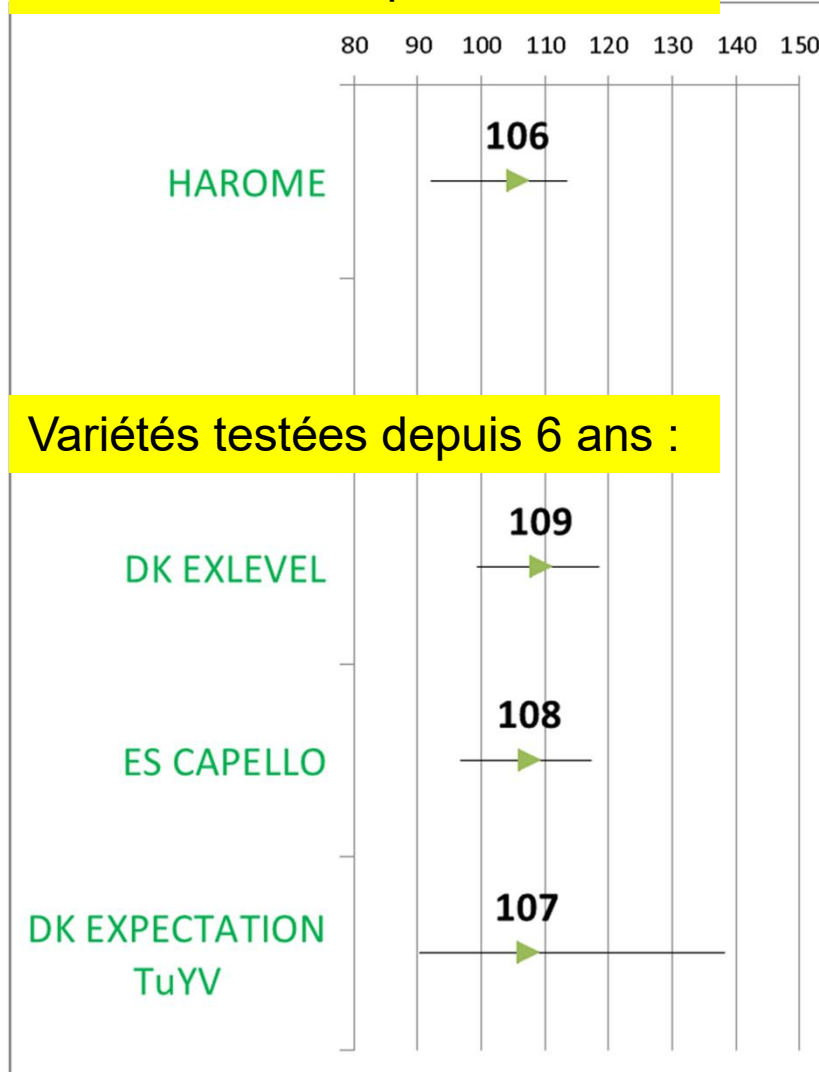 80 90 100 110 120 130 140 150
106
HAROME
Variétés testées depuis 6 ans :
109
DK EXLEVEL
108
ES CAPELLO
107
DK EXPECTATION
TuYV